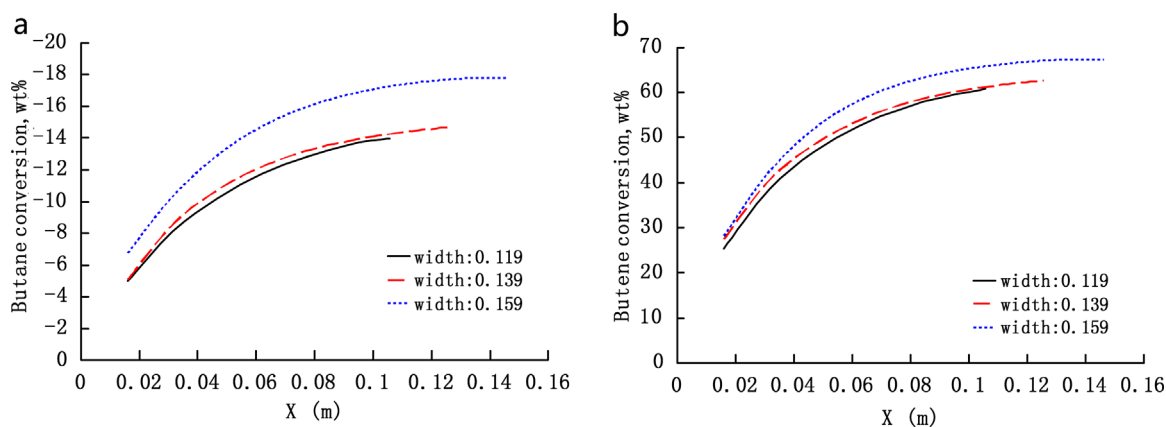 a
Butane conversion, wt%
-20
-18
-16
-14
-12
-10
-8
-6
-4
-2
0
0 0.02 0.04 0.06 0.08 0.1 0.12 0.14 0.16
X (m)
width:0.119
width:0.139
width:0.159
b
Butene conversion, wt%
70
60
50
40
30
20
10
0
0 0.02 0.04 0.06 0.08 0.1 0.12 0.14 0.16
X (m)
width:0.119
width:0.139
width:0.159